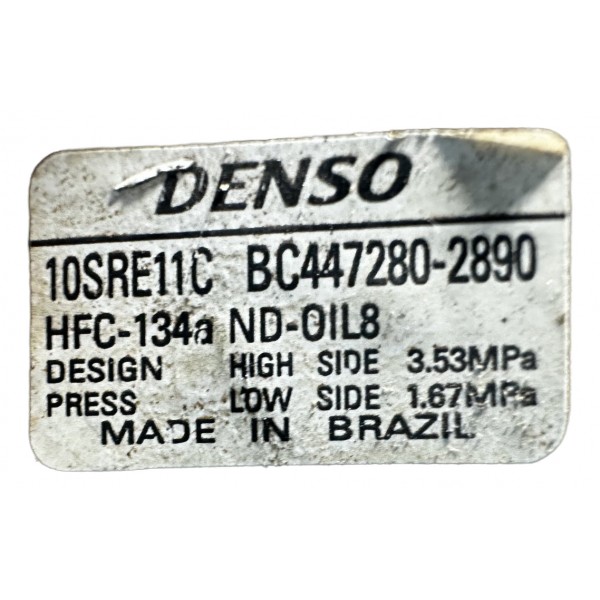 DENSO
10SRE11C BC447280-2890
HFC-134a ND-OIL8
DESIGN HIGH SIDE 3.53MPa
PRESS LOW SIDE 1.67MPa
MADE IN BRAZIL